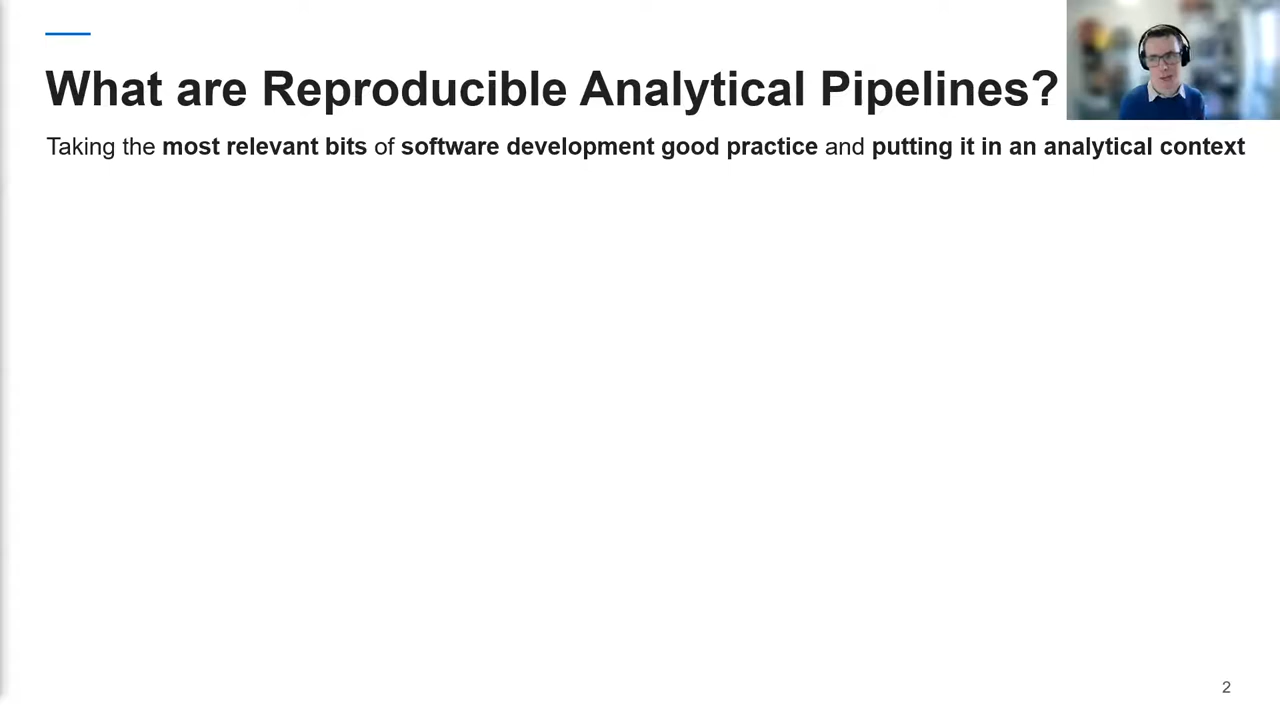 What are Reproducible Analytical Pipelines?
Taking the most relevant bits of software development good practice and putting it in an analytical context
2